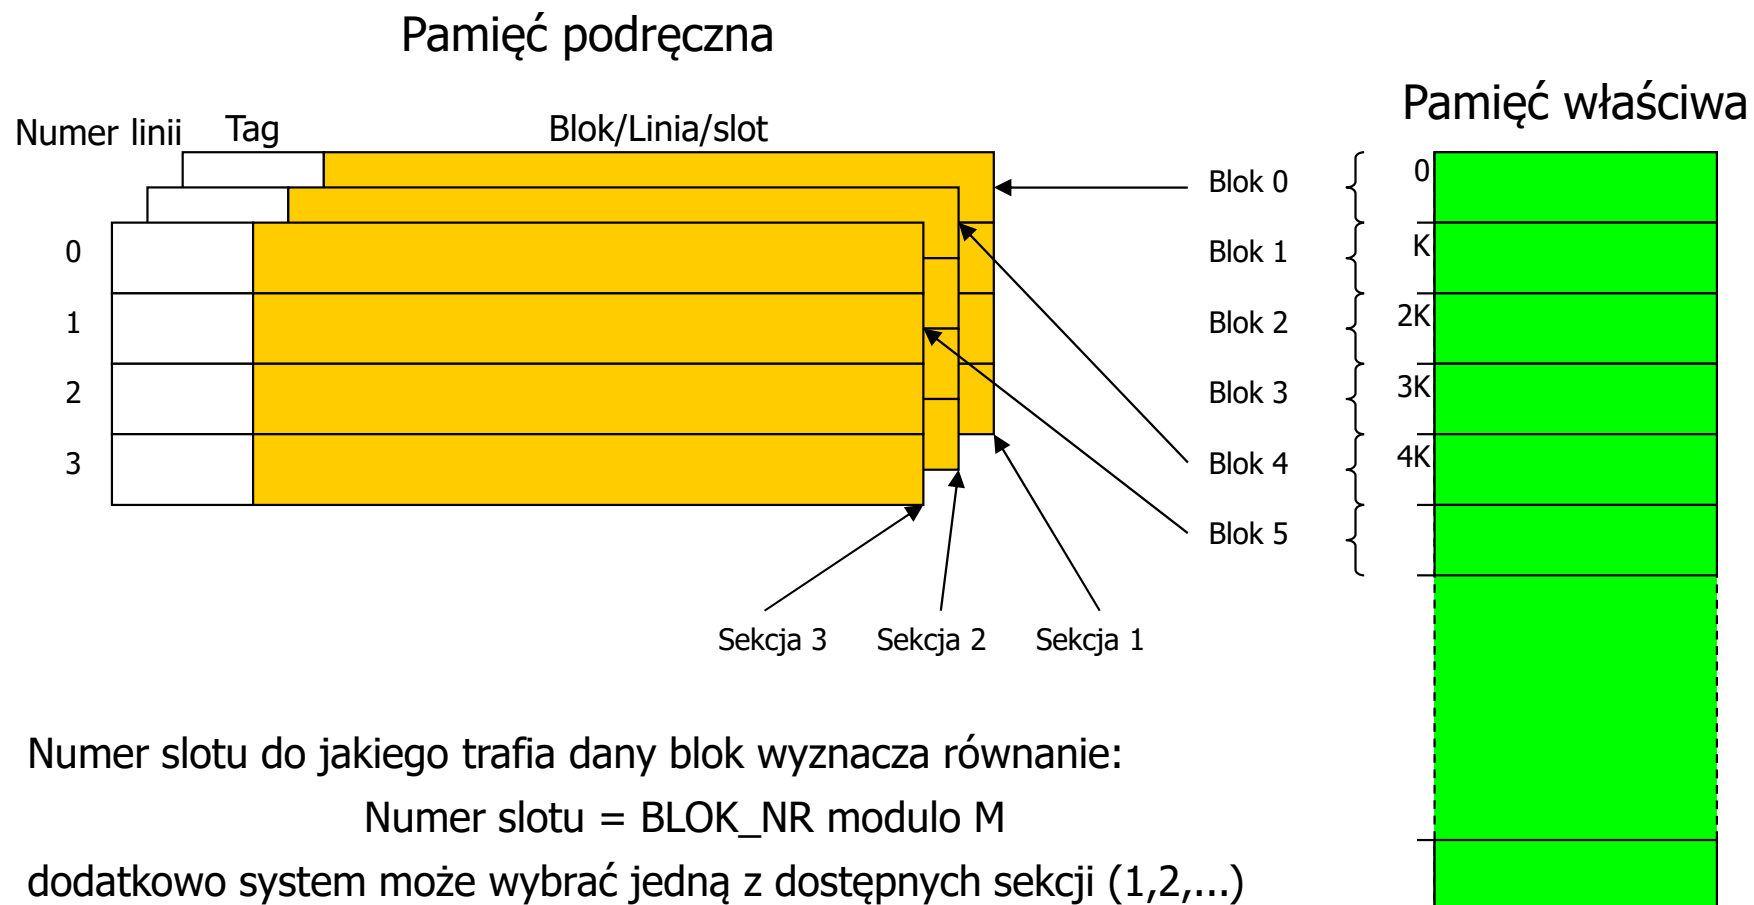 Pamięć podręczna
Pamięć właściwa
Numer linii Tag Blok/Linia/slot
0
1
2
3
Blok 0
Blok 1
Blok 2
Blok 3
Blok 4
Blok 5
0
K
2K
3K
4K
Sekcja 3 Sekcja 2 Sekcja 1
Numer slotu do jakiego trafia dany blok wyznacza równanie:
Numer slotu = BLOK_NR modulo M
dodatkowo system może wybrać jedną z dostępnych sekcji (1,2,...)